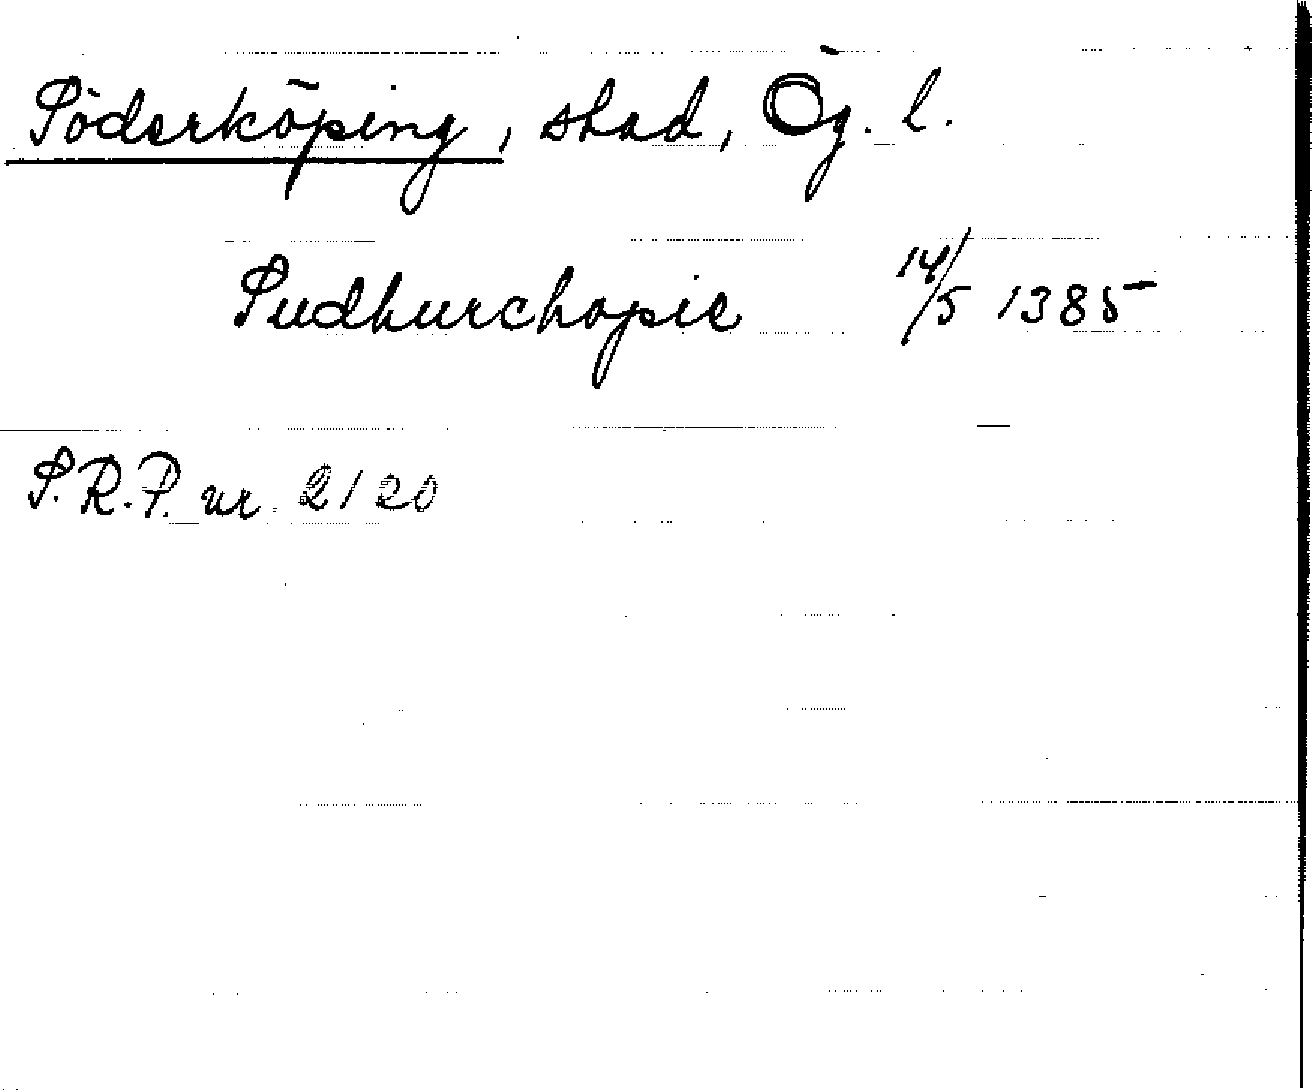 Söderköping, stad, Ög. l.
Sudhurchopie 14/5 1385
S.R.P. nr. 2120